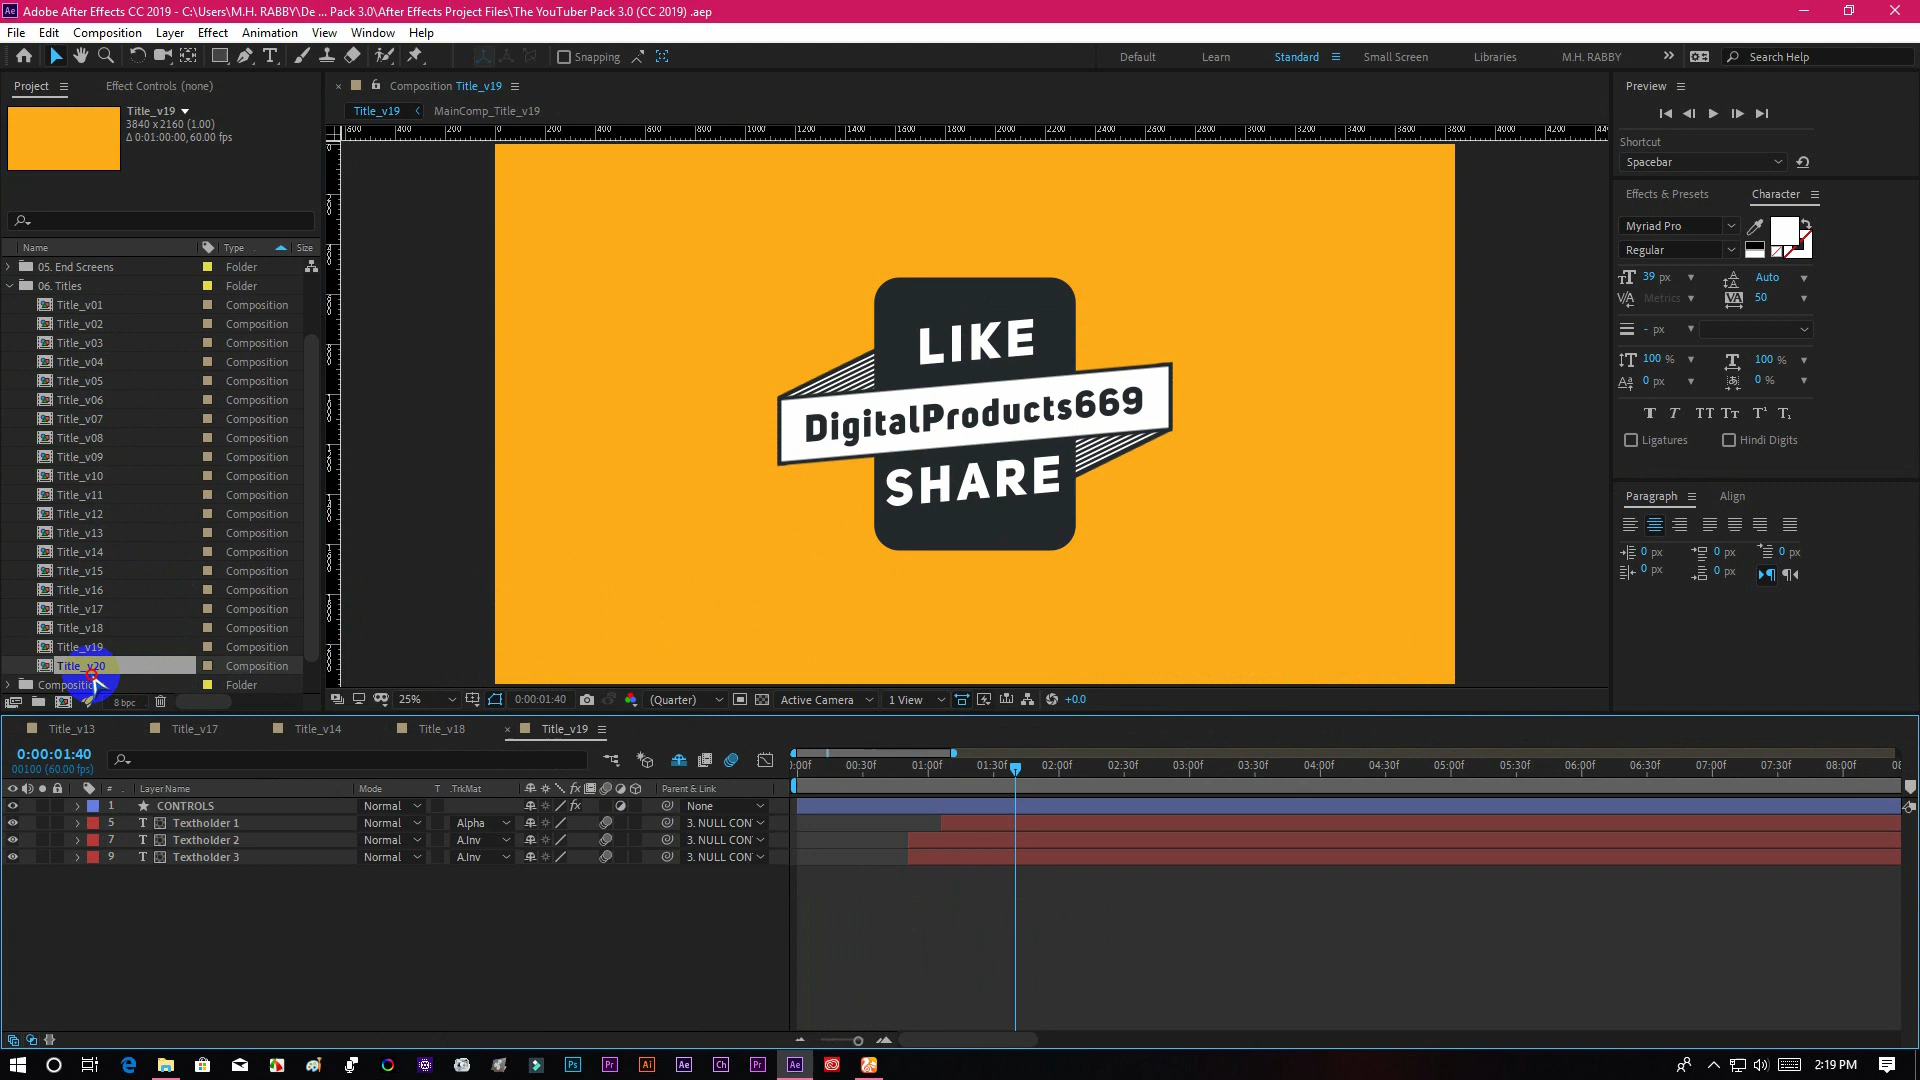 Adobe After Effects CC 2019 - C:\Users\M.H. RABBY\De ... Pack 3.0\After Effects Project Files\The YouTuber Pack 3.0 (CC 2019) .aep
File Edit Composition Layer Effect Animation View Window Help
Snapping Default Learn Standard Small Screen Libraries M.H. RABBY Search Help
Project Effect Controls (none)
Composition Title_v19
Preview
Title_v19
3840 x 2160 (1.00)
Δ 0:01:00:00, 60.00 fps
Title_v19 MainComp_Title_v19
Shortcut
Spacebar
Effects & Presets Character
Myriad Pro
Regular
39 px Auto
Metrics 50
- px
100 % 100 %
0 px 0 %
Ligatures Hindi Digits
Paragraph Align
0 px 0 px 0 px
0 px 0 px
Name Type Size
05. End Screens Folder
06. Titles Folder
Title_v01 Composition
Title_v02 Composition
Title_v03 Composition
Title_v04 Composition
Title_v05 Composition
Title_v06 Composition
Title_v07 Composition
Title_v08 Composition
Title_v09 Composition
Title_v10 Composition
Title_v11 Composition
Title_v12 Composition
Title_v13 Composition
Title_v14 Composition
Title_v15 Composition
Title_v16 Composition
Title_v17 Composition
Title_v18 Composition
Title_v19 Composition
Title_v20 Composition
Folder
8 bpc
LIKE
DigitalProducts669
SHARE
25% 0:00:01:40 (Quarter) Active Camera 1 View +0.0
Title_v13 Title_v17 Title_v14 Title_v18 Title_v19
0:00:01:40
00100 (60.00 fps)
00:30f 01:00f 01:30f 02:00f 02:30f 03:00f 03:30f 04:00f 04:30f 05:00f 05:30f 06:00f 06:30f 07:00f 07:30f 08:00f
# Layer Name Mode T .TrkMat Parent & Link
1 CONTROLS Normal None
5 T Textholder 1 Normal Alpha 3. NULL CON
7 T Textholder 2 Normal A.Inv 3. NULL CON
9 T Textholder 3 Normal A.Inv 3. NULL CON
2:19 PM